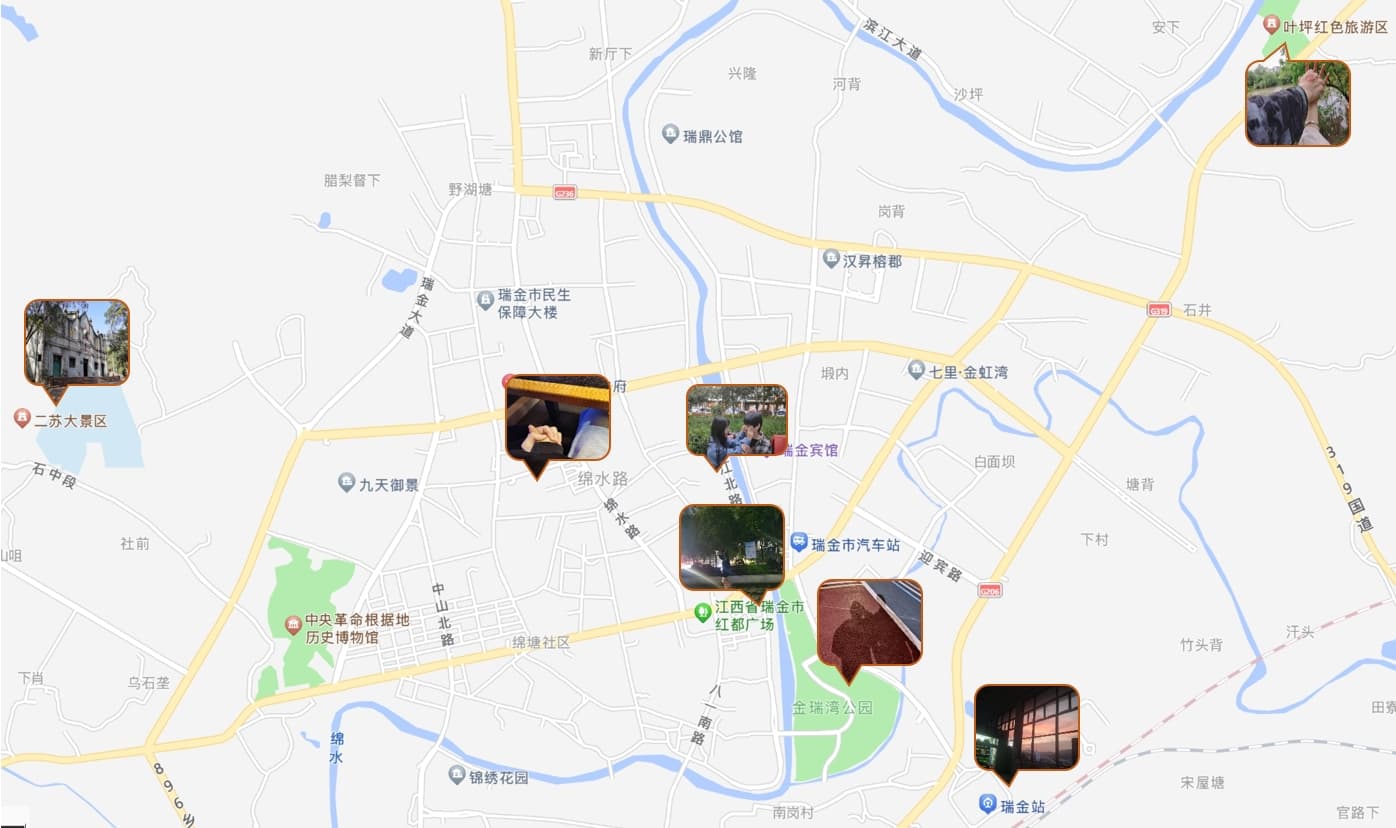 滨江大道
安下
叶坪红色旅游区
新厅下
兴隆
河背
沙坪
瑞鼎公馆
腊梨督下
野湖塘
G236
岗背
汉昇榕郡
瑞金大道
瑞金市民生
保障大楼
G319
石井
府
塅内
七里·金虹湾
二苏大景区
瑞金宾馆
319国道
石中段
九天御景
绵水路
江北路
白面坝
塘背
绵水路
社前
山咀
瑞金市汽车站
下村
迎宾路
G206
中山北路
江西省瑞金市
红都广场
中央革命根据地
历史博物馆
绵塘社区
竹头背
汗头
下肖
乌石垄
八一南路
金瑞湾公园
田寮
绵水
896乡
锦绣花园
宋屋塘
南岗村
瑞金站
官路下